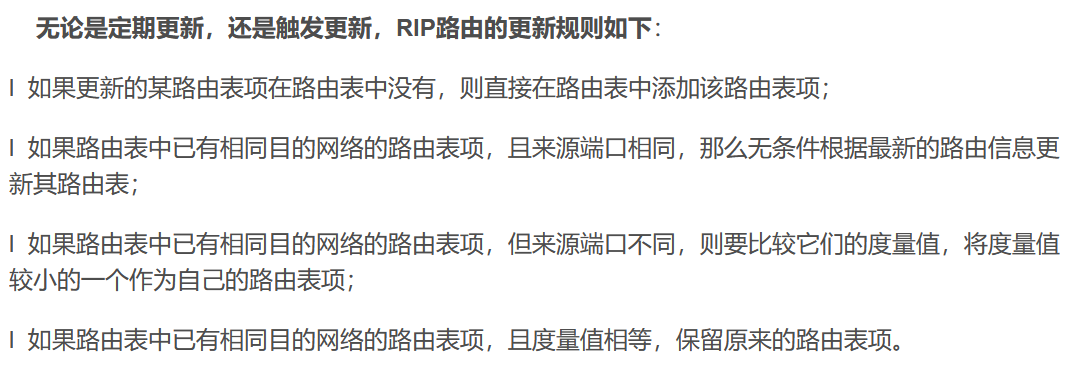 无论是定期更新，还是触发更新，RIP路由的更新规则如下：
l 如果更新的某路由表项在路由表中没有，则直接在路由表中添加该路由表项；
l 如果路由表中已有相同目的网络的路由表项，且来源端口相同，那么无条件根据最新的路由信息更
新其路由表；
l 如果路由表中已有相同目的网络的路由表项，但来源端口不同，则要比较它们的度量值，将度量值
较小的一个作为自己的路由表项；
l 如果路由表中已有相同目的网络的路由表项，且度量值相等，保留原来的路由表项。